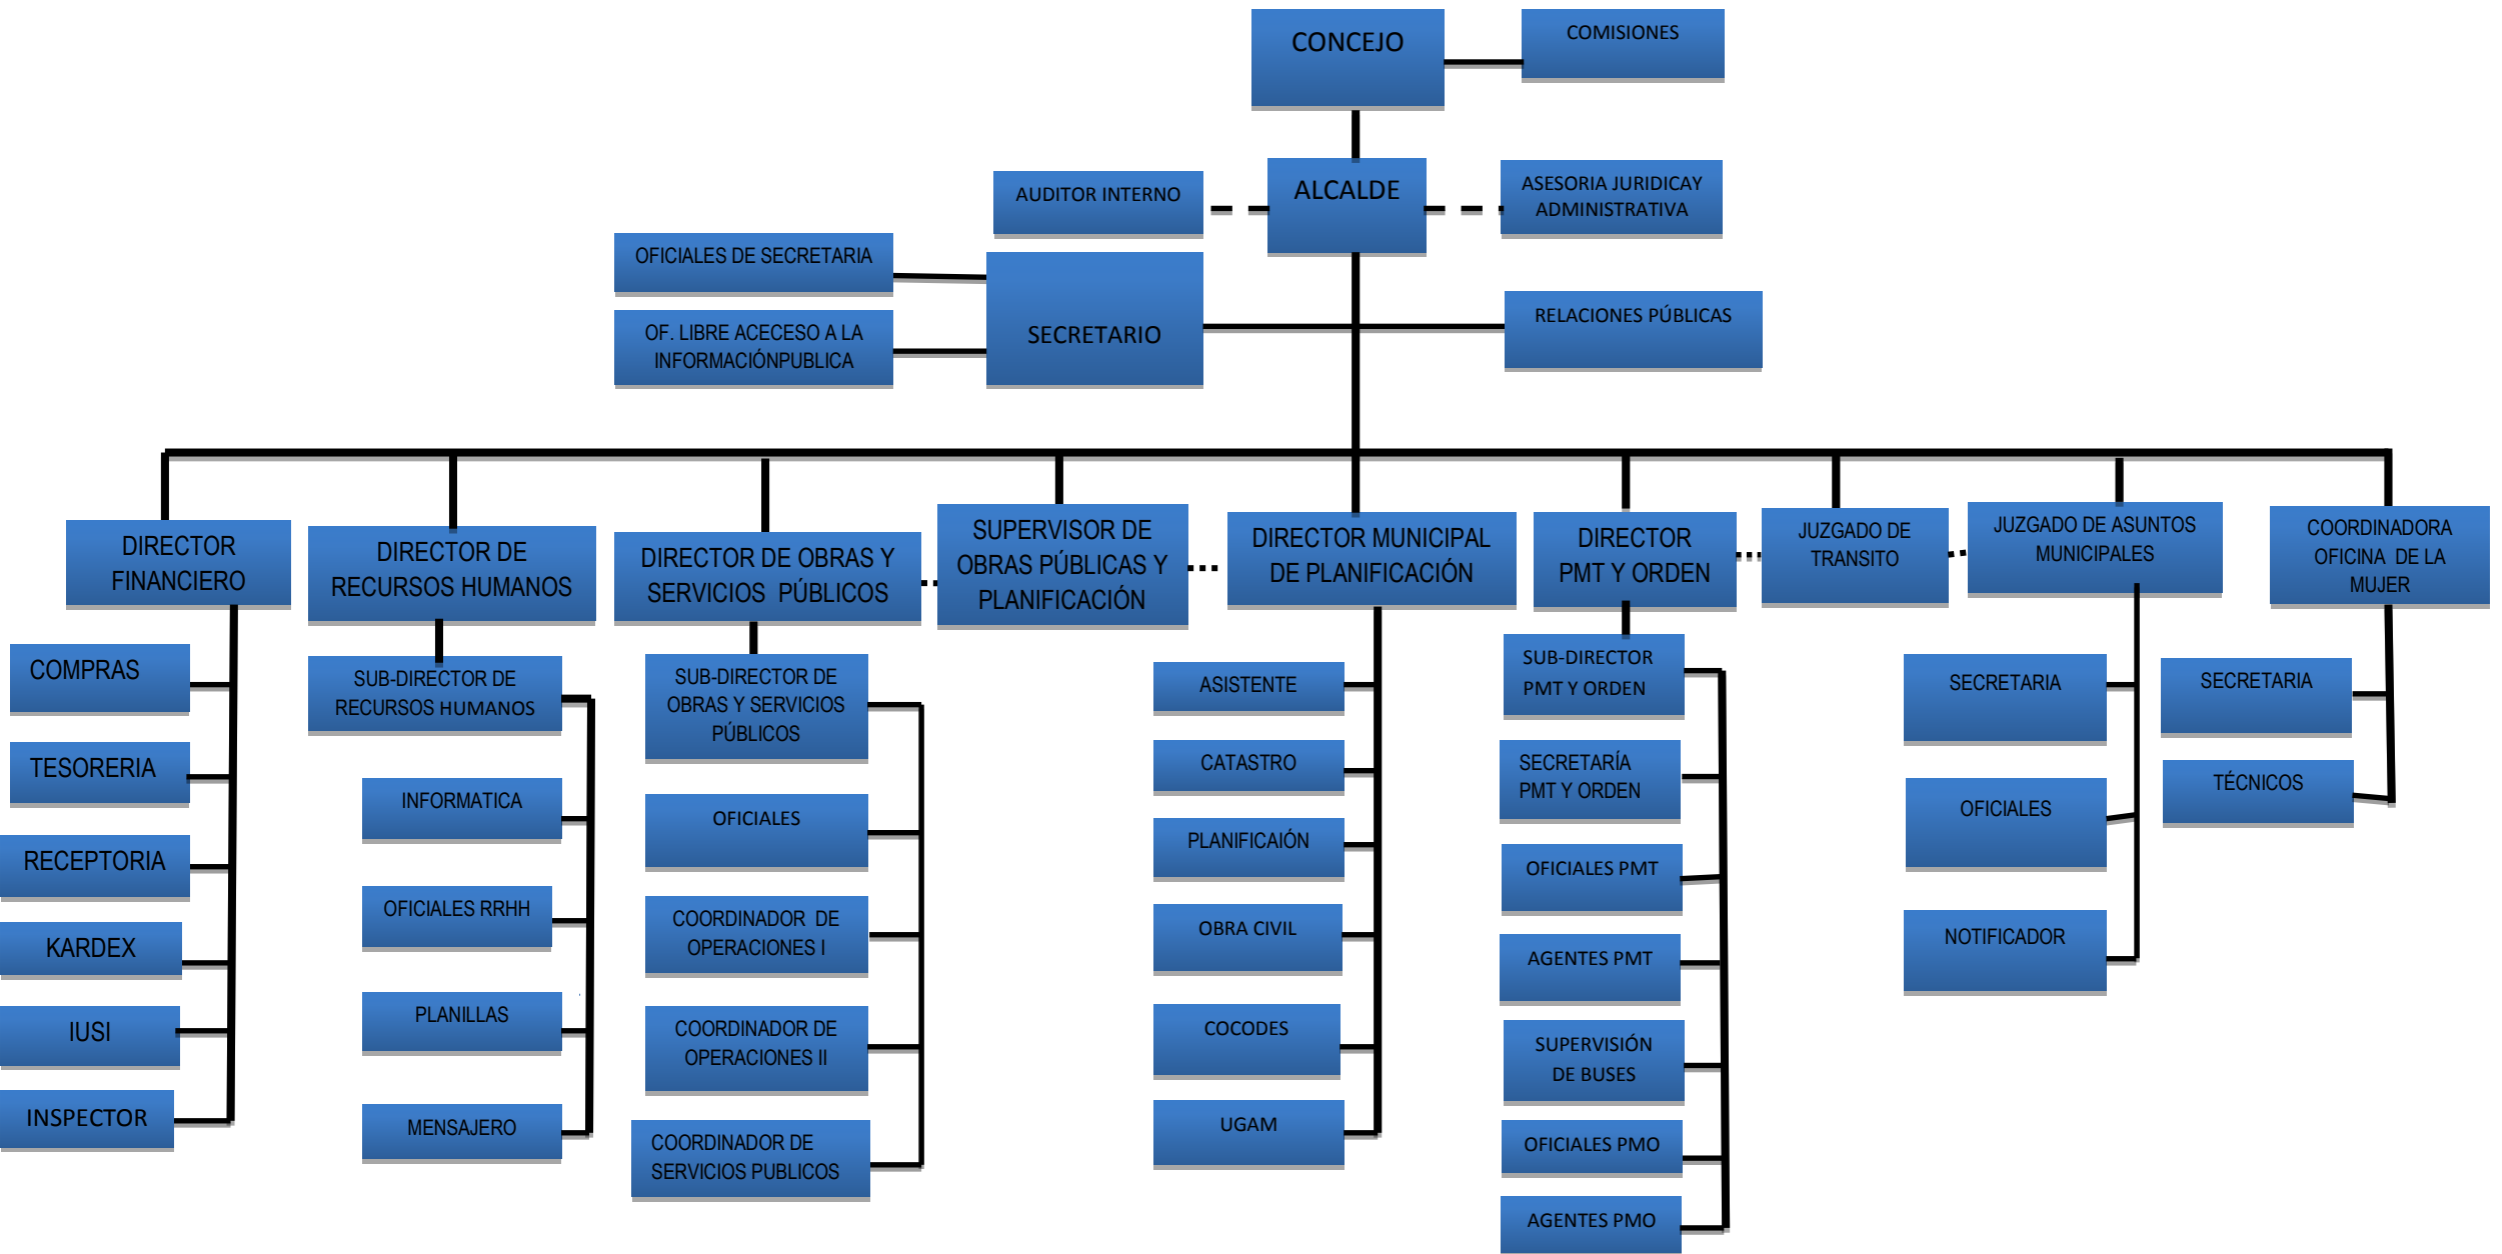 CONCEJO
COMISIONES
AUDITOR INTERNO
ALCALDE
ASESORIA JURIDICAY
ADMINISTRATIVA
OFICIALES DE SECRETARIA
OF. LIBRE ACECESO A LA
INFORMACIÓNPUBLICA
SECRETARIO
RELACIONES PÚBLICAS
DIRECTOR
FINANCIERO
DIRECTOR DE
RECURSOS HUMANOS
DIRECTOR DE OBRAS Y
SERVICIOS PÚBLICOS
SUPERVISOR DE
OBRAS PÚBLICAS Y
PLANIFICACIÓN
DIRECTOR MUNICIPAL
DE PLANIFICACIÓN
DIRECTOR
PMT Y ORDEN
JUZGADO DE
TRANSITO
JUZGADO DE ASUNTOS
MUNICIPALES
COORDINADORA
OFICINA DE LA
MUJER
COMPRAS
TESORERIA
RECEPTORIA
KARDEX
IUSI
INSPECTOR
SUB-DIRECTOR DE
RECURSOS HUMANOS
INFORMATICA
OFICIALES RRHH
PLANILLAS
MENSAJERO
SUB-DIRECTOR DE
OBRAS Y SERVICIOS
PÚBLICOS
OFICIALES
COORDINADOR DE
OPERACIONES I
COORDINADOR DE
OPERACIONES II
COORDINADOR DE
SERVICIOS PUBLICOS
ASISTENTE
CATASTRO
PLANIFICAIÓN
OBRA CIVIL
COCODES
UGAM
SUB-DIRECTOR
PMT Y ORDEN
SECRETARÍA
PMT Y ORDEN
OFICIALES PMT
AGENTES PMT
SUPERVISIÓN
DE BUSES
OFICIALES PMO
AGENTES PMO
SECRETARIA
OFICIALES
NOTIFICADOR
SECRETARIA
TÉCNICOS